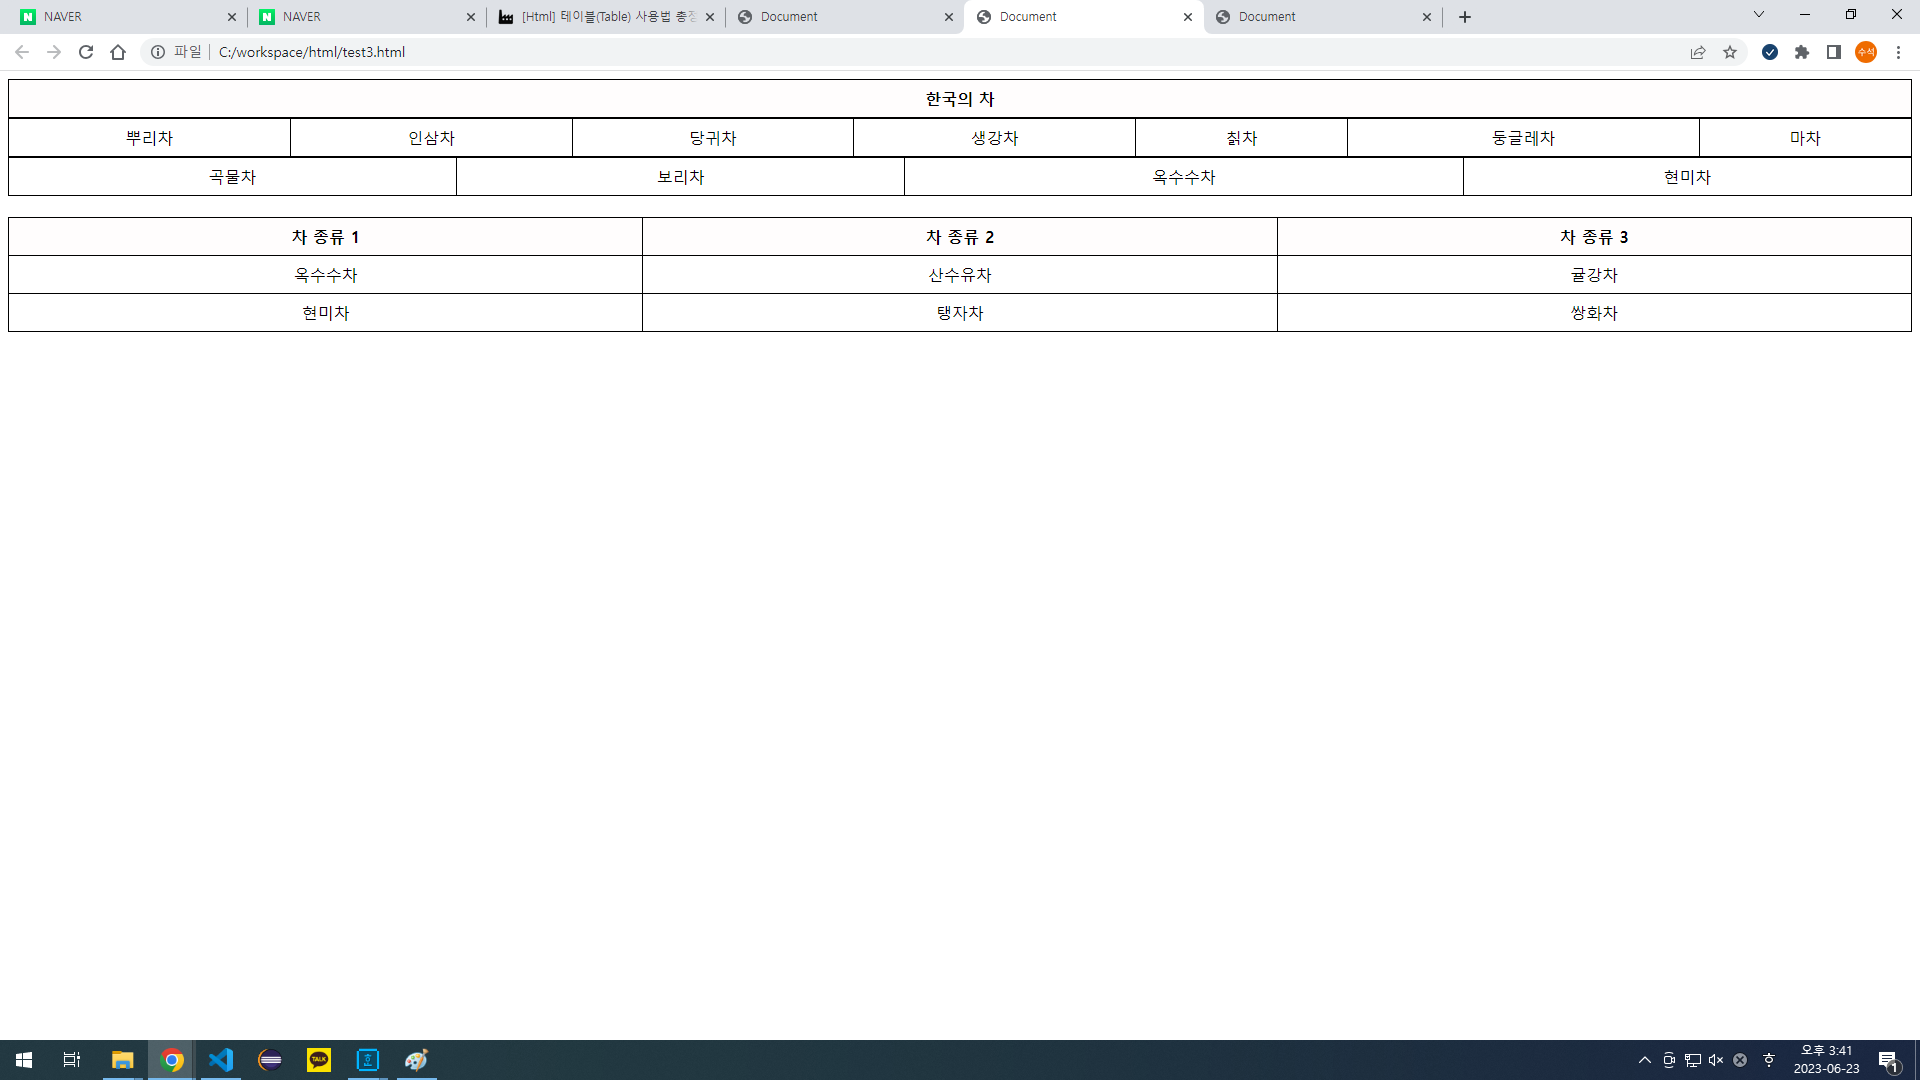 NAVER NAVER [Html] 테이블(Table) 사용법 총 Document Document Document
파일 C:/workspace/html/test3.html 수석
한국의 차
뿌리차 인삼차 당귀차 생강차 칡차 둥글레차 마차
곡물차 보리차 옥수수차 현미차
차 종류 1 차 종류 2 차 종류 3
옥수수차 산수유차 귤강차
현미차 탱자차 쌍화차
TALK 오후 3:41
2023-06-23 1